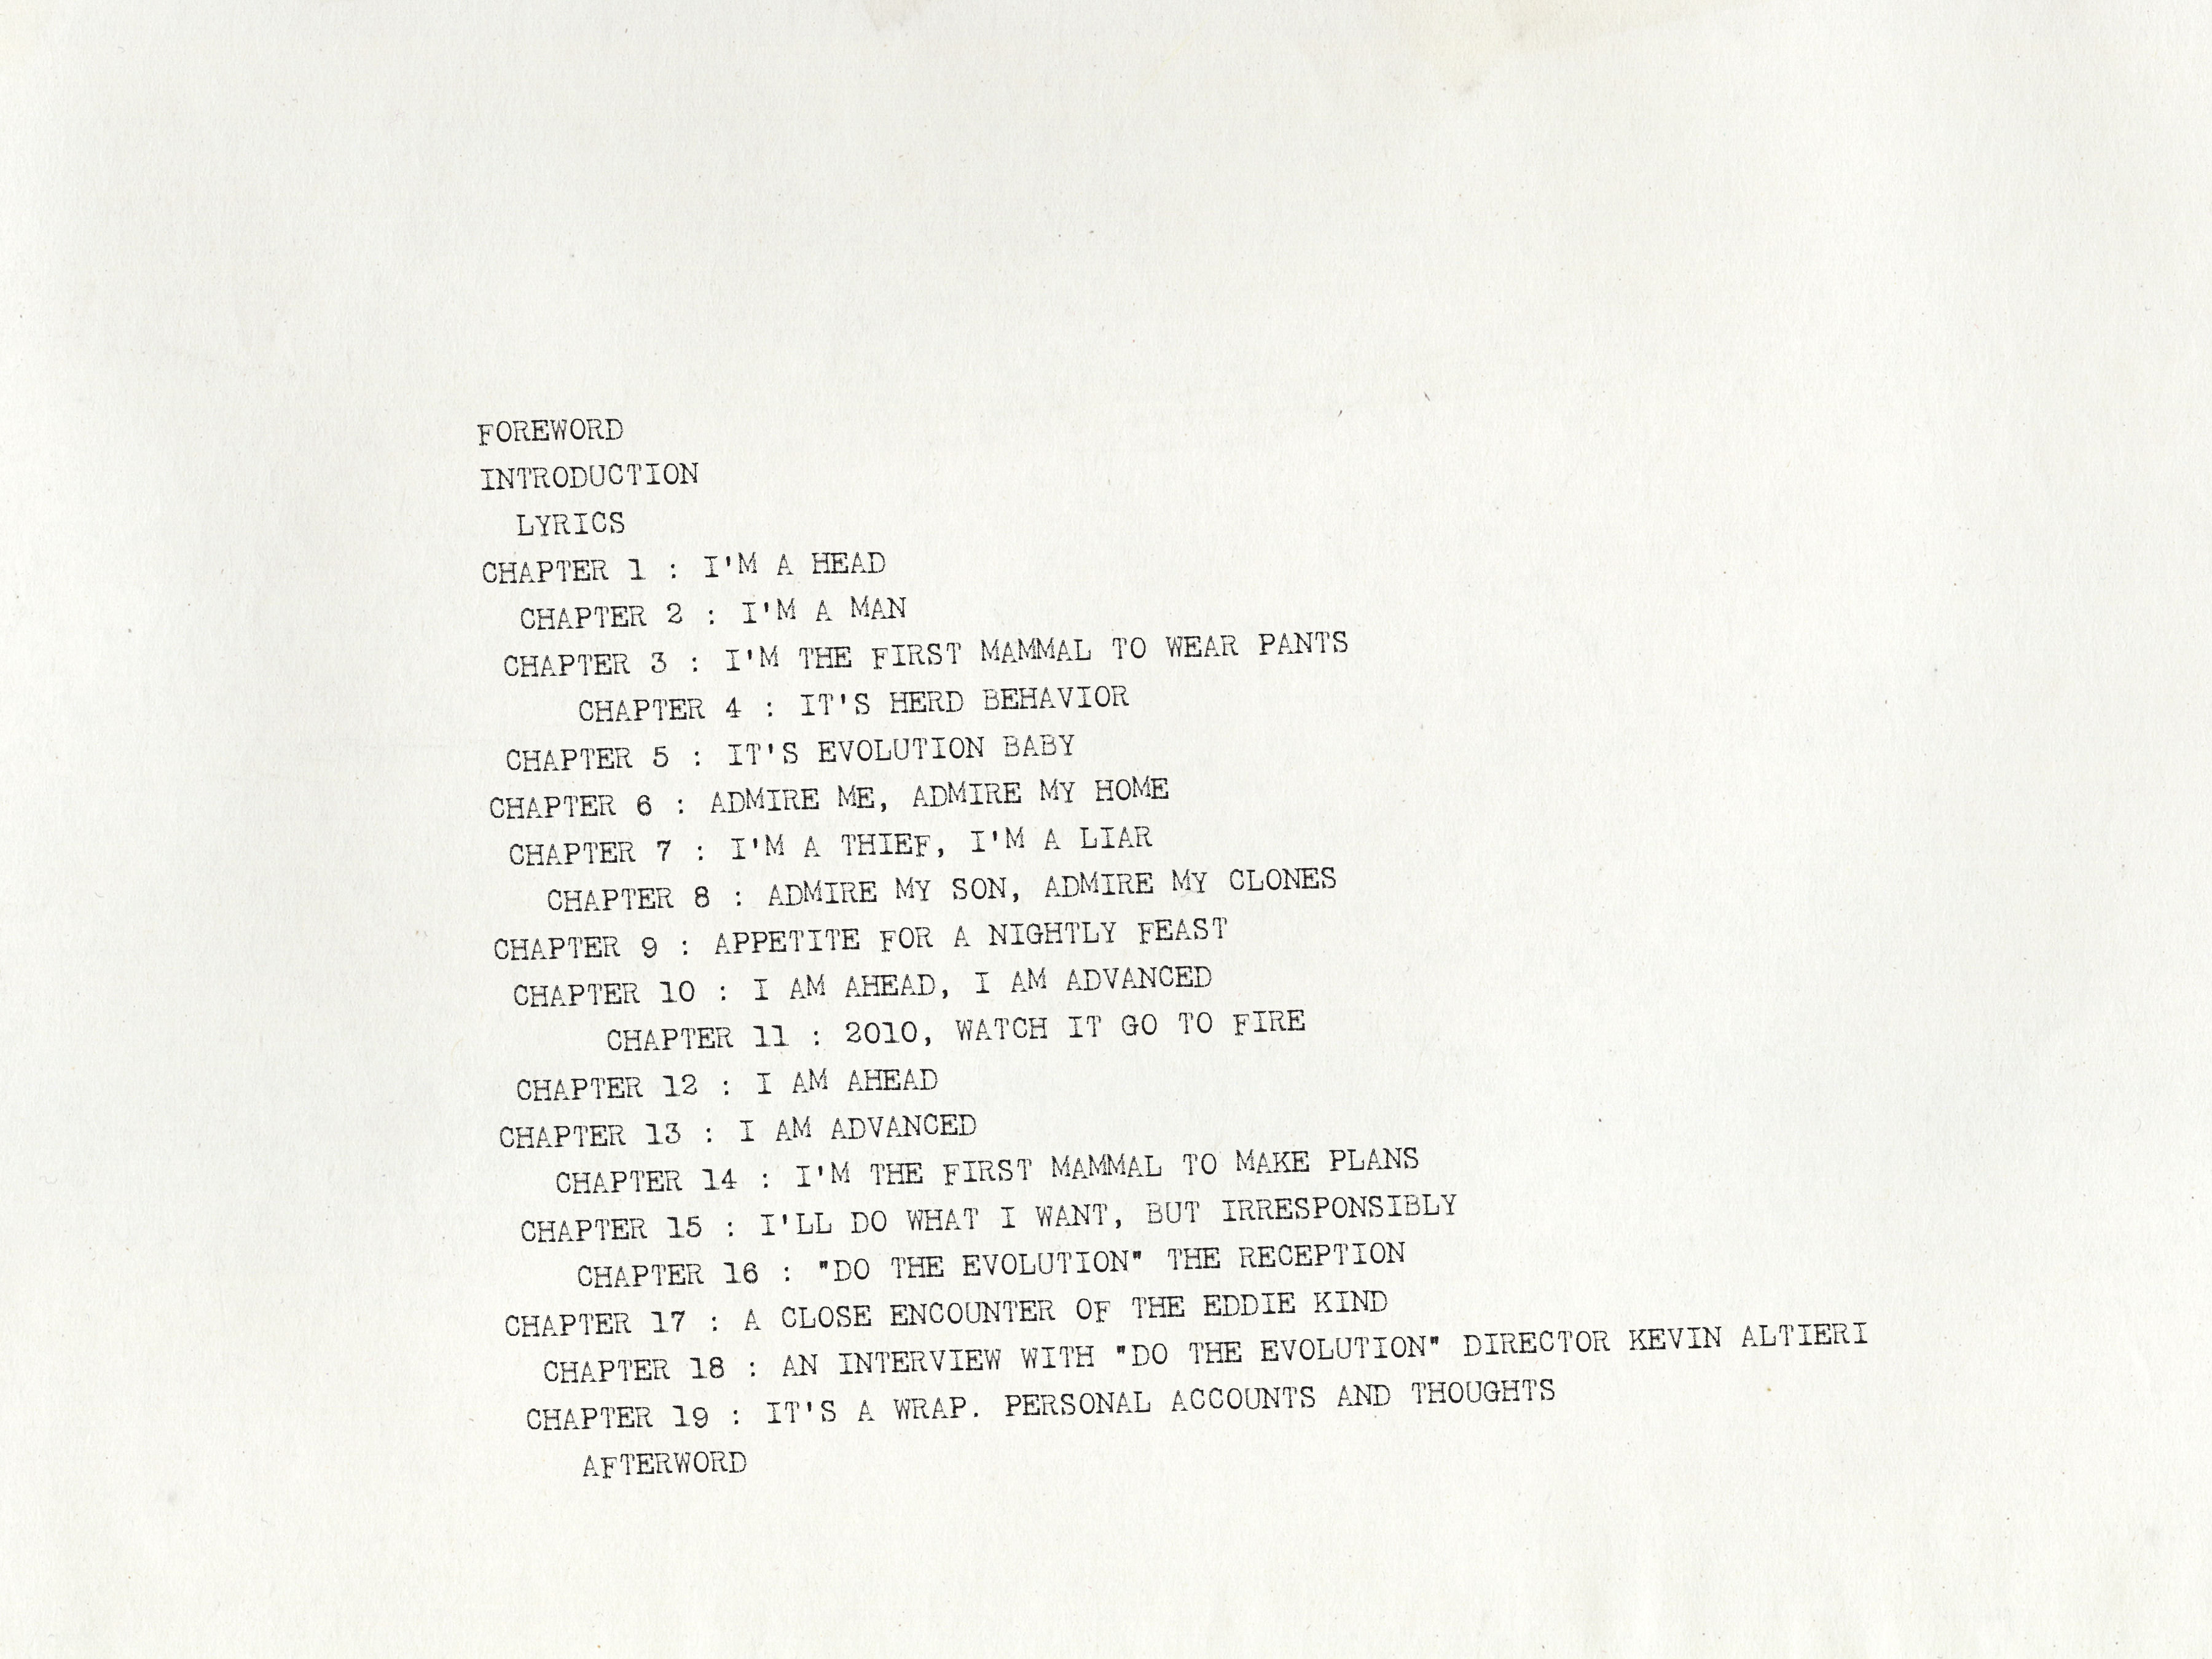 FOREWORD
INTRODUCTION
LYRICS
CHAPTER 1 : I'M A HEAD
CHAPTER 2 : I'M A MAN
CHAPTER 3 : I'M THE FIRST MAMMAL TO WEAR PANTS
CHAPTER 4 : IT'S HERD BEHAVIOR
CHAPTER 5 : IT'S EVOLUTION BABY
CHAPTER 6 : ADMIRE ME, ADMIRE MY HOME
CHAPTER 7 : I'M A THIEF, I'M A LIAR
CHAPTER 8 : ADMIRE MY SON, ADMIRE MY CLONES
CHAPTER 9 : APPETITE FOR A NIGHTLY FEAST
CHAPTER 10 : I AM AHEAD, I AM ADVANCED
CHAPTER 11 : 2010, WATCH IT GO TO FIRE
CHAPTER 12 : I AM AHEAD
CHAPTER 13 : I AM ADVANCED
CHAPTER 14 : I'M THE FIRST MAMMAL TO MAKE PLANS
CHAPTER 15 : I'LL DO WHAT I WANT, BUT IRRESPONSIBLY
CHAPTER 16 : "DO THE EVOLUTION" THE RECEPTION
CHAPTER 17 : A CLOSE ENCOUNTER OF THE EDDIE KIND
CHAPTER 18 : AN INTERVIEW WITH "DO THE EVOLUTION" DIRECTOR KEVIN ALTIERI
CHAPTER 19 : IT'S A WRAP. PERSONAL ACCOUNTS AND THOUGHTS
AFTERWORD